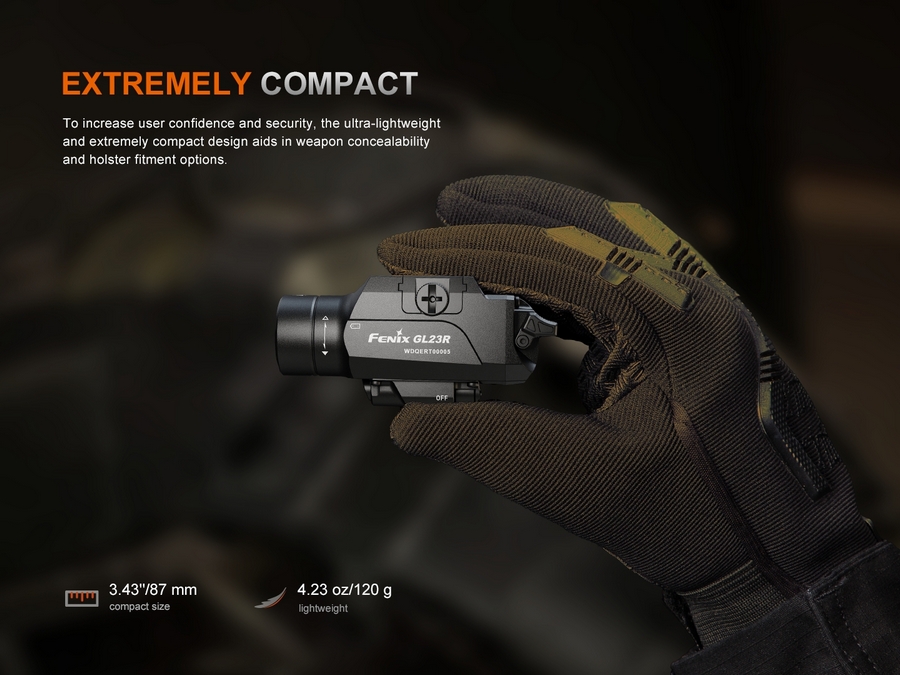 EXTREMELY COMPACT
To increase user confidence and security, the ultra-lightweight
and extremely compact design aids in weapon concealability
and holster fitment options.
FENIX GL23R
WDQERT00005
OFF
3.43"/87 mm
compact size
4.23 oz/120 g
lightweight